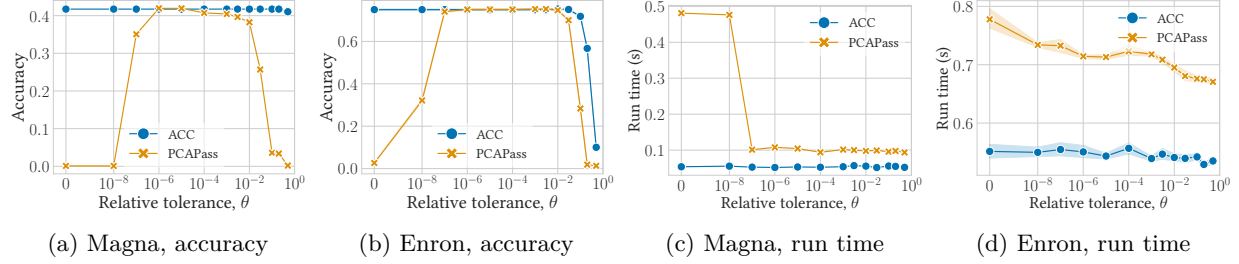 Accuracy
0.4
0.2
0.0
ACC
PCAPass
0
10⁻⁸
10⁻⁶
10⁻⁴
10⁻²
10⁰
Relative tolerance, θ
(a) Magna, accuracy
Accuracy
0.6
0.4
0.2
0.0
ACC
PCAPass
0
10⁻⁸
10⁻⁶
10⁻⁴
10⁻²
10⁰
Relative tolerance, θ
(b) Enron, accuracy
Run time (s)
0.5
0.4
0.3
0.2
0.1
ACC
PCAPass
0
10⁻⁸
10⁻⁶
10⁻⁴
10⁻²
10⁰
Relative tolerance, θ
(c) Magna, run time
Run time (s)
0.8
0.7
0.6
ACC
PCAPass
0
10⁻⁸
10⁻⁶
10⁻⁴
10⁻²
10⁰
Relative tolerance, θ
(d) Enron, run time